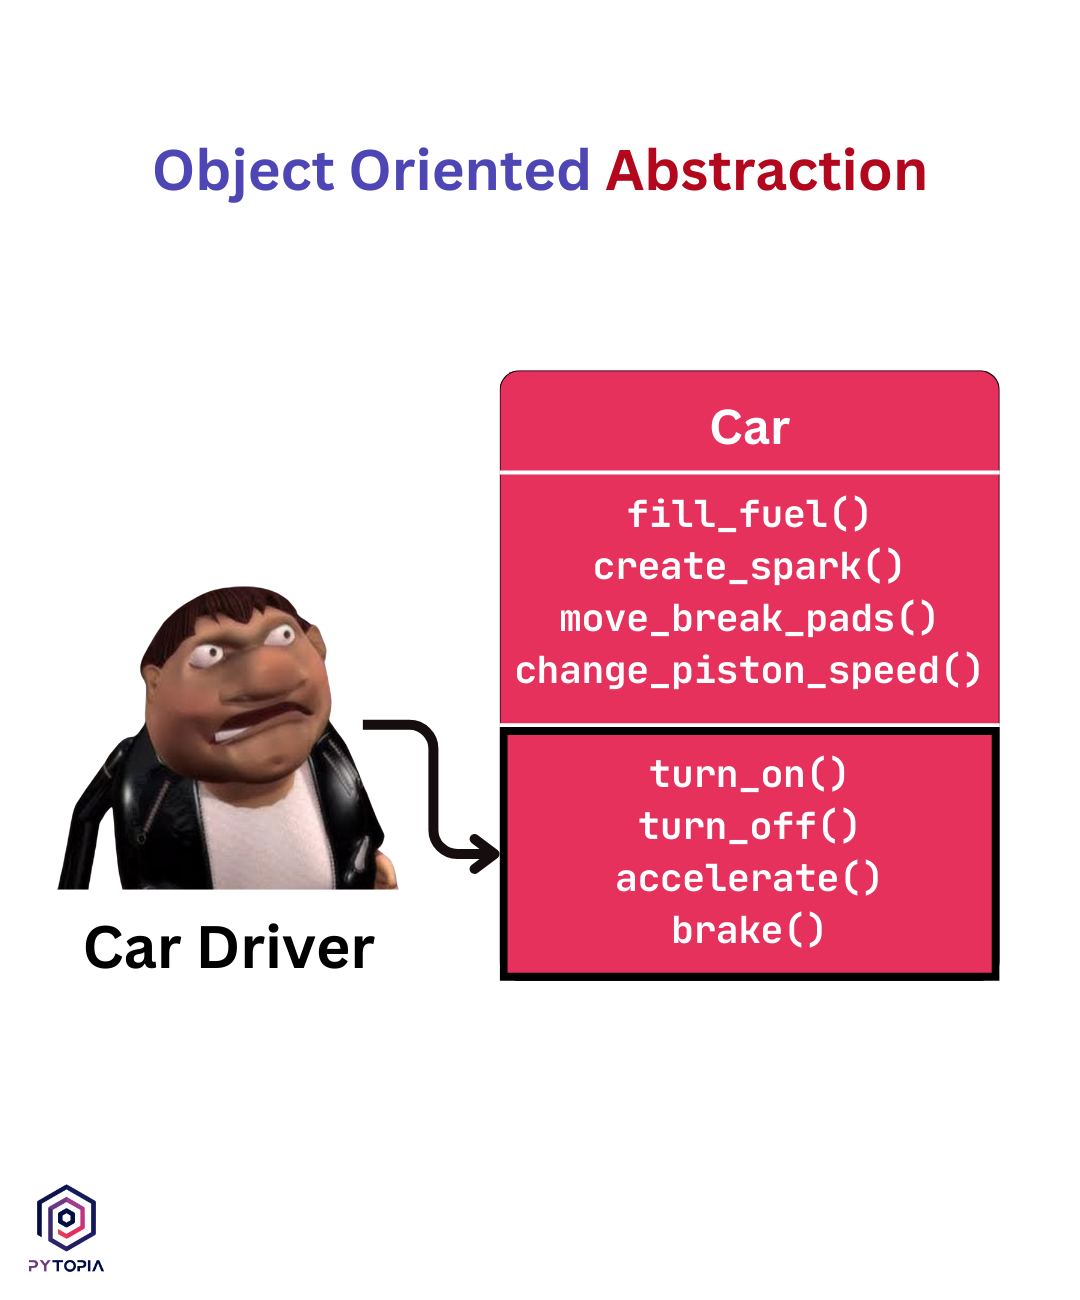 Object Oriented Abstraction
Car
fill_fuel()
create_spark()
move_break_pads()
change_piston_speed()
turn_on()
turn_off()
accelerate()
brake()
Car Driver
PYTOPIA